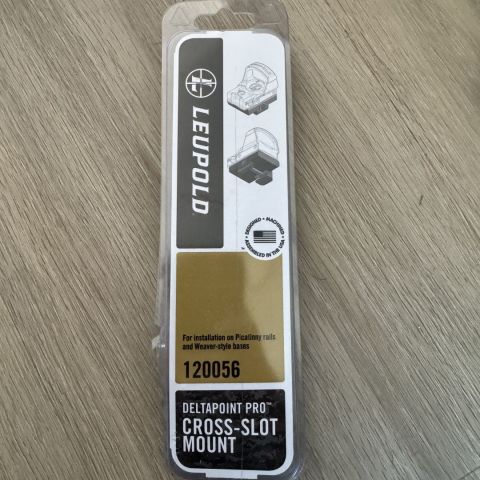 LEUPOLD
DESIGNED • MACHINED •
ASSEMBLED IN THE USA •
For installation on Picatinny rails
and Weaver-style bases
120056
DELTAPOINT PRO™
CROSS-SLOT
MOUNT